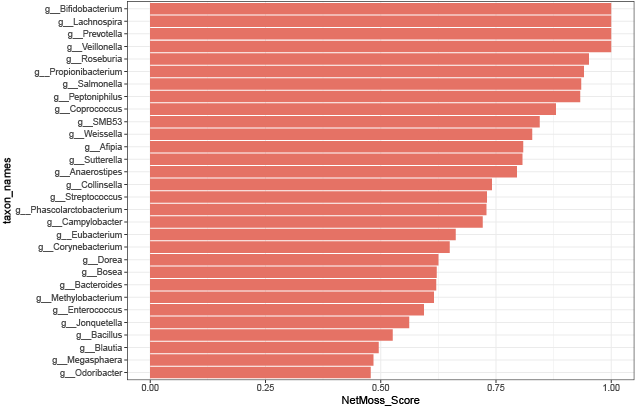 g__Bifidobacterium
g__Lachnospira
g__Prevotella
g__Veillonella
g__Roseburia
g__Propionibacterium
g__Salmonella
g__Peptoniphilus
g__Coprococcus
g__SMB53
g__Weissella
g__Afipia
g__Sutterella
g__Anaerostipes
g__Collinsella
g__Streptococcus
g__Phascolarctobacterium
g__Campylobacter
g__Eubacterium
g__Corynebacterium
g__Dorea
g__Bosea
g__Bacteroides
g__Methylobacterium
g__Enterococcus
g__Jonquetella
g__Bacillus
g__Blautia
g__Megasphaera
g__Odoribacter
taxon_names
0.00 0.25 0.50 0.75 1.00
NetMoss_Score